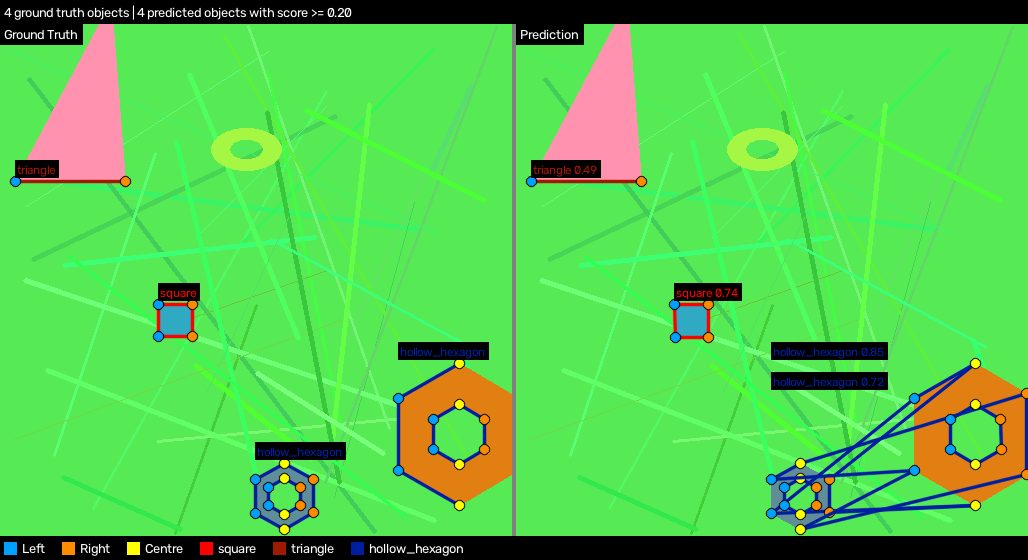 4 ground truth objects | 4 predicted objects with score >= 0.20
Ground Truth
Prediction
triangle
triangle 0.49
square
square 0.74
hollow_hexagon
hollow_hexagon 0.85
hollow_hexagon 0.72
hollow_hexagon
Left Right Centre square triangle hollow_hexagon